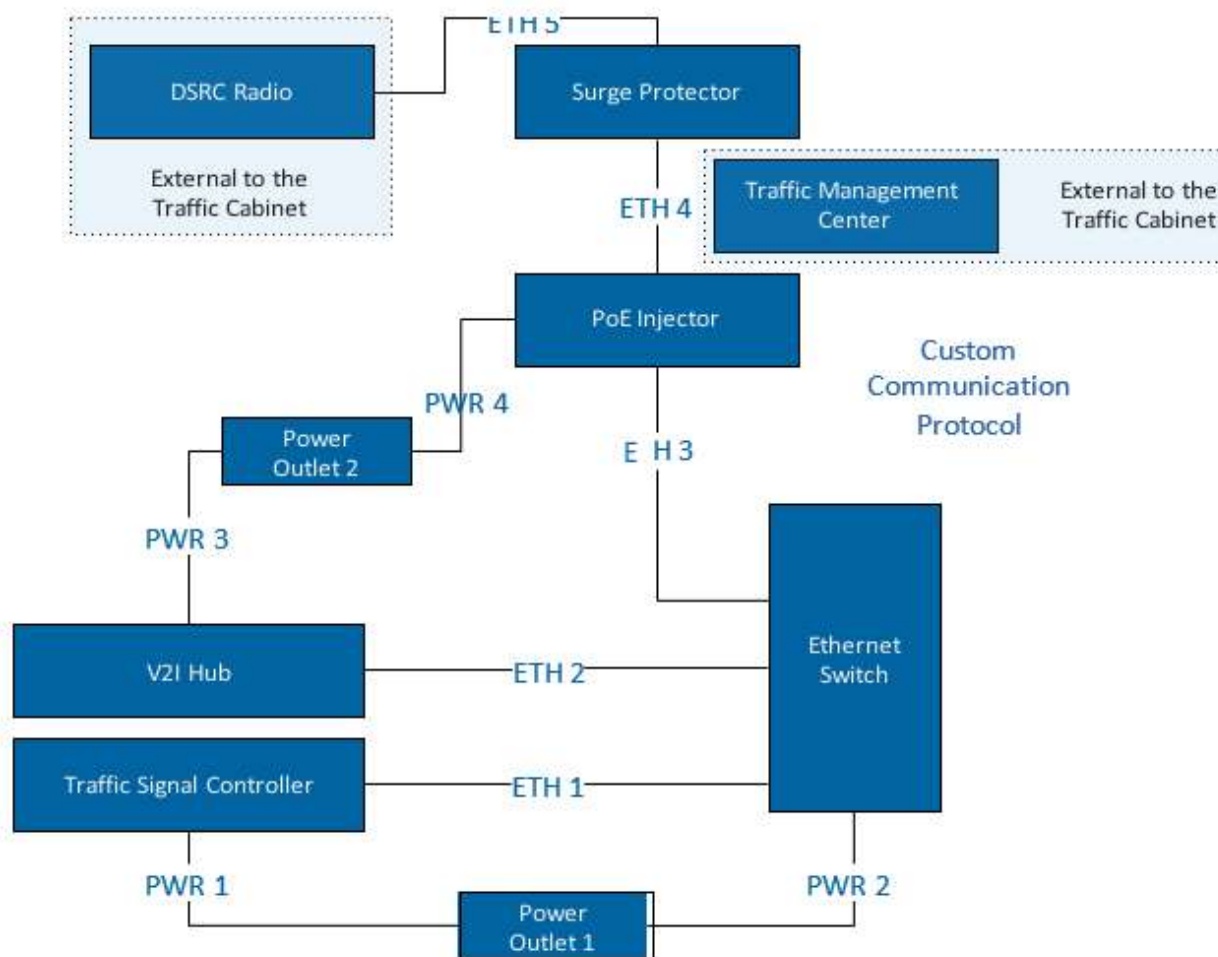 ETH 5
DSRC Radio
Surge Protector
External to the
Traffic Cabinet
Traffic Management
Center
External to the
Traffic Cabinet
ETH 4
PoE Injector
Custom
Communication
Protocol
PWR 4
Power
Outlet 2
E H 3
PWR 3
Ethernet
Switch
V2I Hub
ETH 2
Traffic Signal Controller
ETH 1
PWR 1
PWR 2
Power
Outlet 1